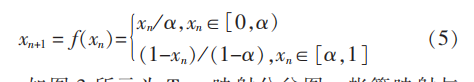 x_{n+1} = f(x_n) = { x_n/α, x_n∈[0,α)
(1-x_n)/(1-α), x_n∈[α,1] (5)